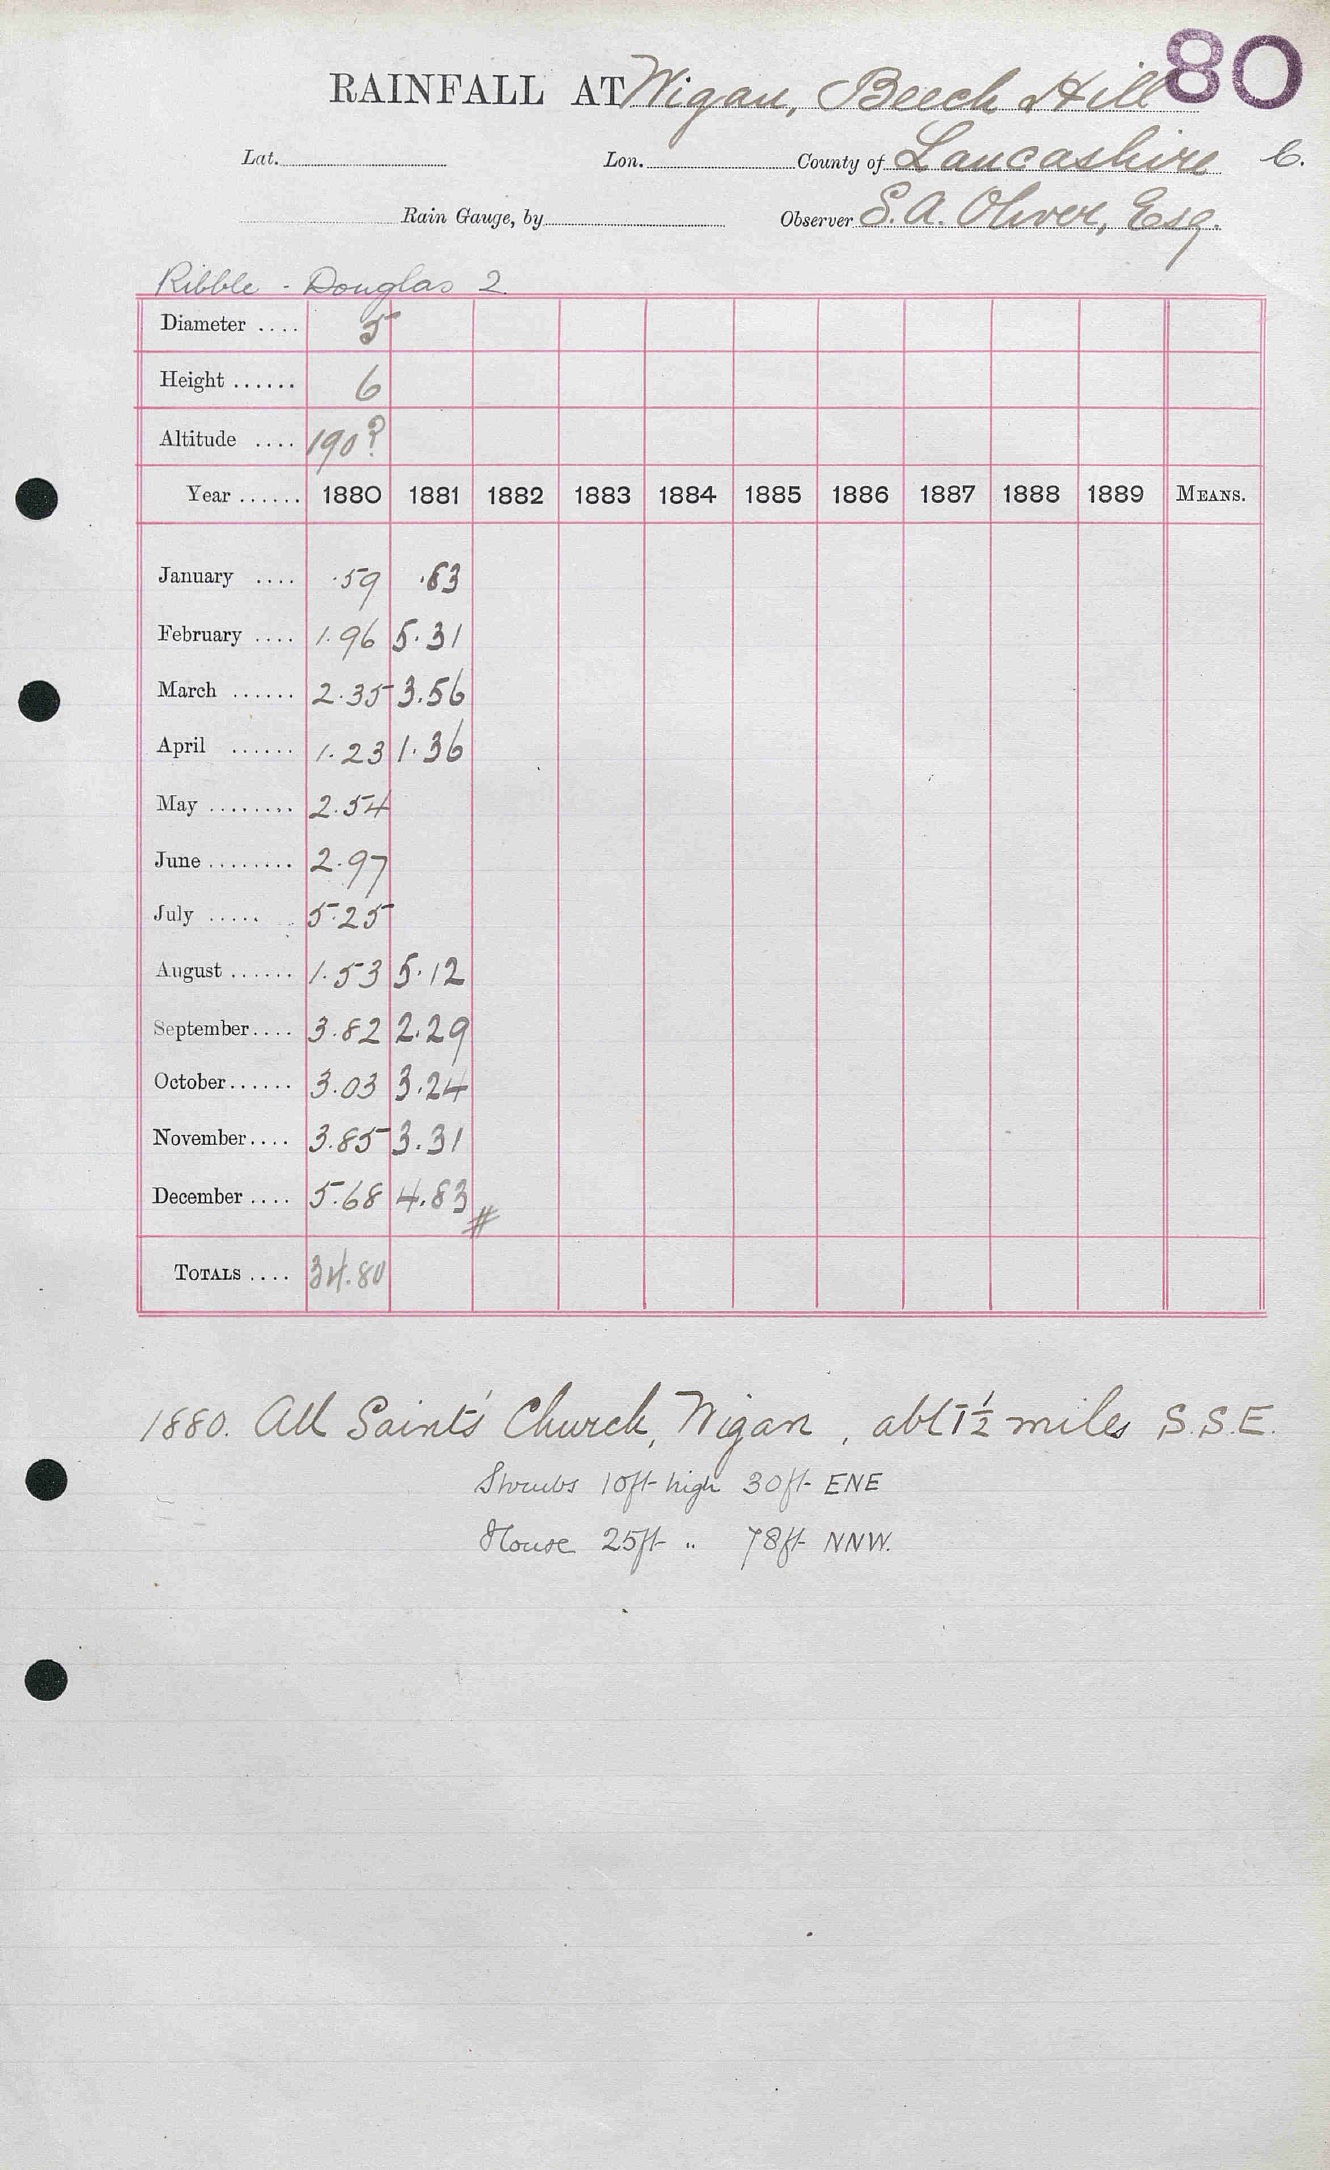 80
RAINFALL AT Wigan, Beech Hill
Lat. Lon. County of Lancashire 6.
Rain Gauge, by Observer S. A. Oliver, Esq.
Ribble - Douglas 2
Diameter .... 5
Height ...... 6
Altitude .... 190?
Year ...... 1880 1881 1882 1883 1884 1885 1886 1887 1888 1889 MEANS.
January .... .59 .63
February .... 1.96 5.31
March ...... 2.35 3.56
April ...... 1.23 1.36
May ........ 2.54
June ........ 2.97
July ..... 5.25
August ...... 1.53 5.12
September .... 3.82 2.29
October ...... 3.03 3.24
November .... 3.85 3.31
December .... 5.68 4.83 #
TOTALS .... 34.80
1880. All Saints' Church, Wigan, abt 1½ miles S.S.E.
Shrubs 10ft high 30ft ENE
House 25ft " 78ft NNW.